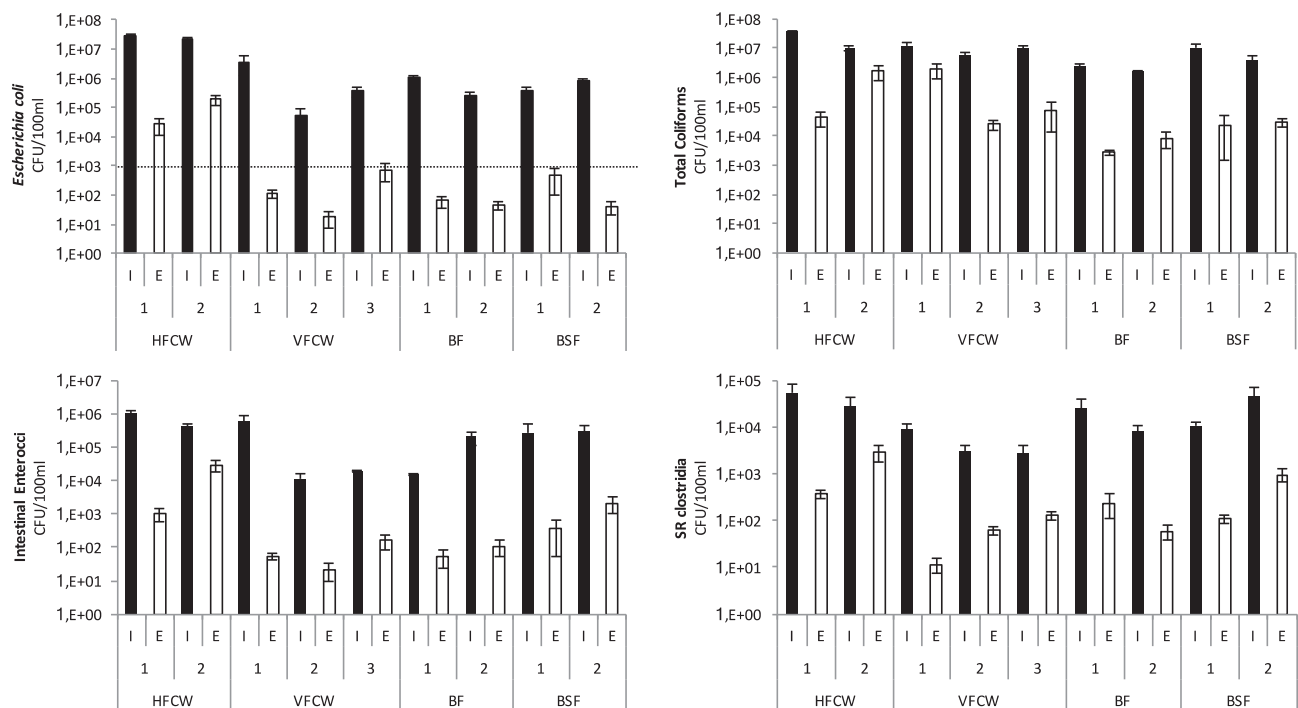 Escherichia coli
CFU/100ml
1,E+08
1,E+07
1,E+06
1,E+05
1,E+04
1,E+03
1,E+02
1,E+01
1,E+00
I E I E I E I E I E I E I E I E I E
1 2 1 2 3 1 2 1 2
HFCW VFCW BF BSF
Total Coliforms
CFU/100ml
1,E+08
1,E+07
1,E+06
1,E+05
1,E+04
1,E+03
1,E+02
1,E+01
1,E+00
I E I E I E I E I E I E I E I E I E
1 2 1 2 3 1 2 1 2
HFCW VFCW BF BSF
Intestinal Enterocci
CFU/100ml
1,E+07
1,E+06
1,E+05
1,E+04
1,E+03
1,E+02
1,E+01
1,E+00
I E I E I E I E I E I E I E I E I E
1 2 1 2 3 1 2 1 2
HFCW VFCW BF BSF
SR clostridia
CFU/100ml
1,E+05
1,E+04
1,E+03
1,E+02
1,E+01
1,E+00
I E I E I E I E I E I E I E I E I E
1 2 1 2 3 1 2 1 2
HFCW VFCW BF BSF